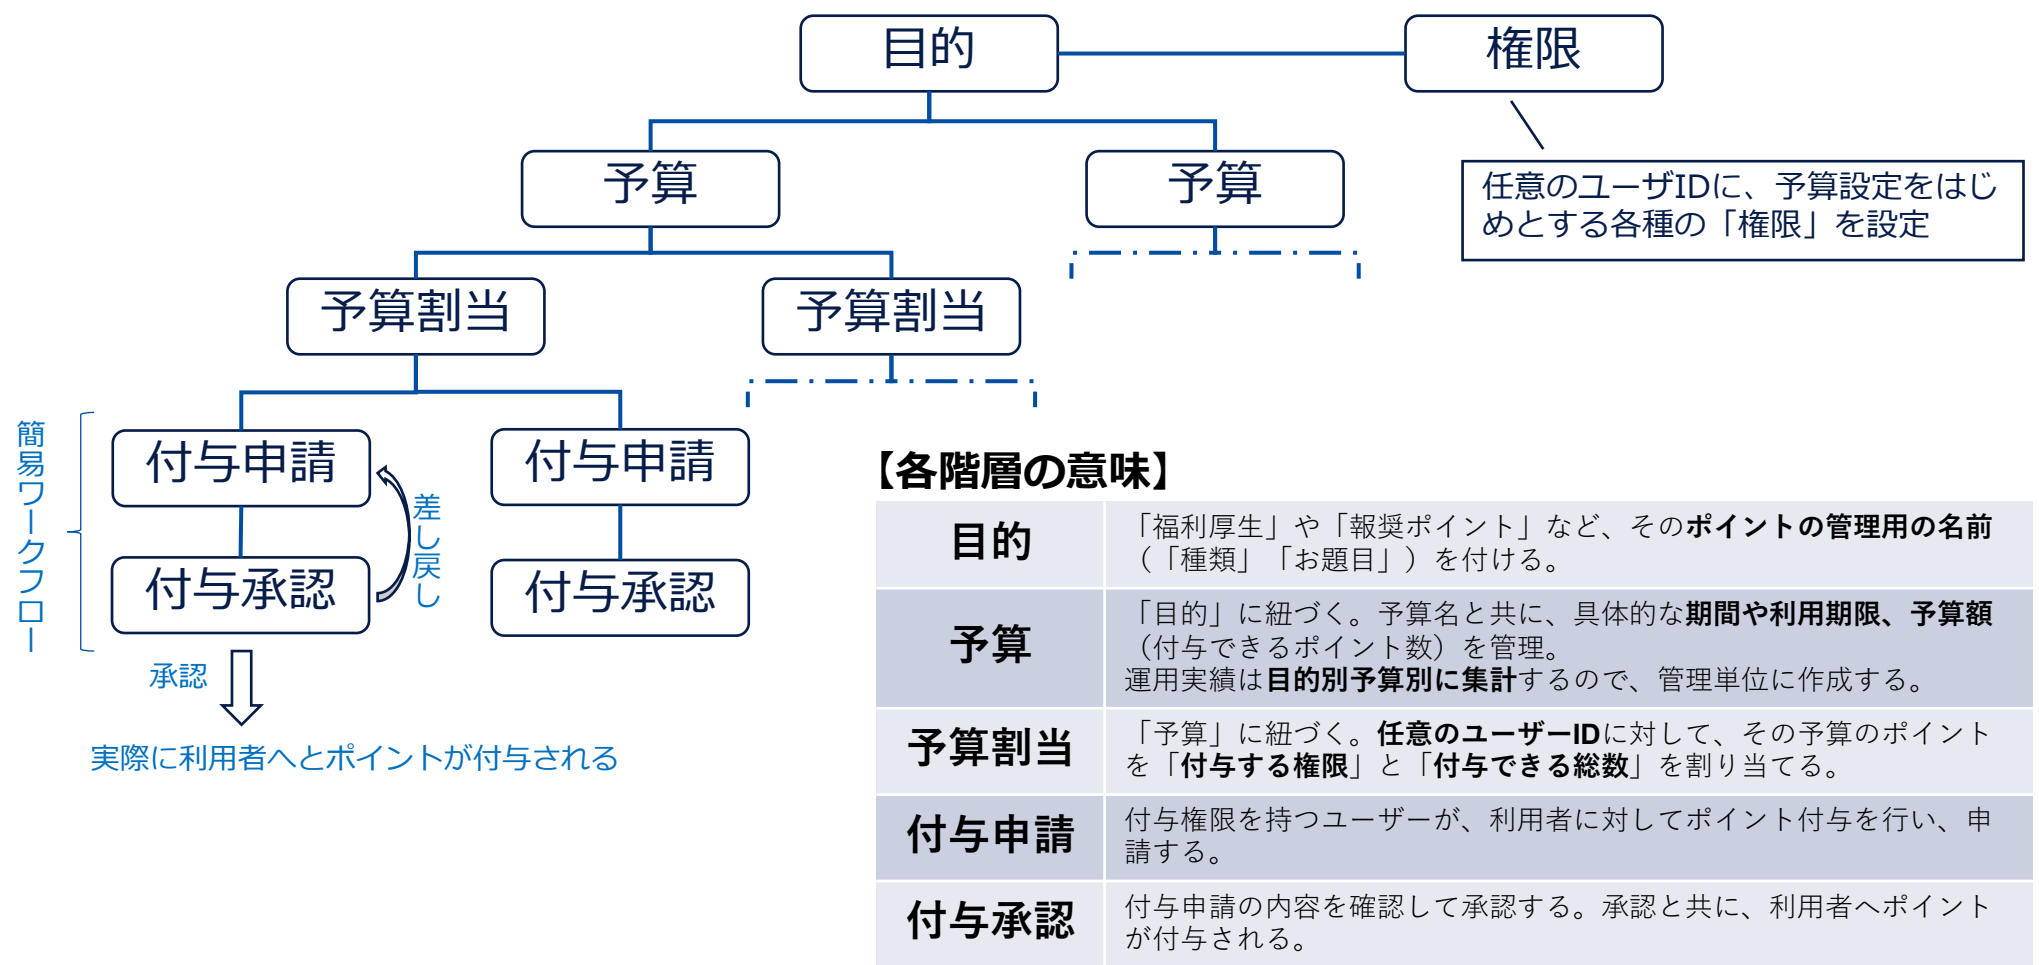 目的
権限
予算
予算
任意のユーザIDに、予算設定をはじ
めとする各種の「権限」を設定
予算割当
予算割当
簡易ワークフロー
付与申請
付与申請
差し戻し
付与承認
付与承認
承認
実際に利用者へとポイントが付与される
【各階層の意味】
目的
「福利厚生」や「報奨ポイント」など、そのポイントの管理用の名前
（「種類」「お題目」）を付ける。
予算
「目的」に紐づく。予算名と共に、具体的な期間や利用期限、予算額
（付与できるポイント数）を管理。
運用実績は目的別予算別に集計するので、管理単位に作成する。
予算割当
「予算」に紐づく。任意のユーザーIDに対して、その予算のポイント
を「付与する権限」と「付与できる総数」を割り当てる。
付与申請
付与権限を持つユーザーが、利用者に対してポイント付与を行い、申
請する。
付与承認
付与申請の内容を確認して承認する。承認と共に、利用者へポイント
が付与される。